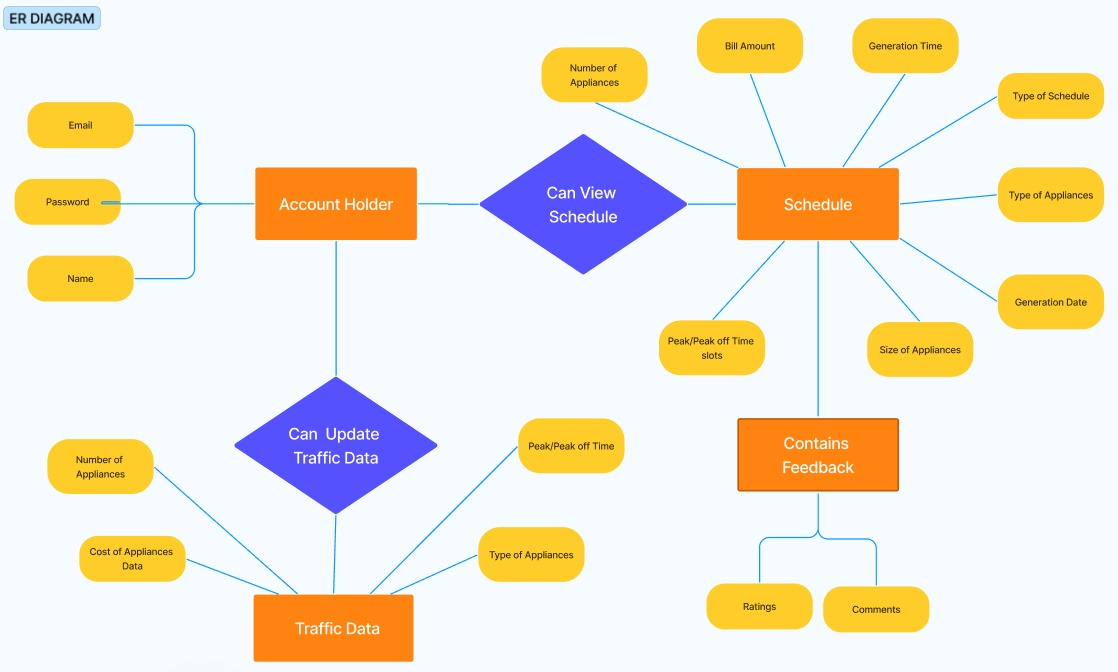 ER DIAGRAM
Bill Amount
Generation Time
Number of
Appliances
Type of Schedule
Email
Password
Name
Account Holder
Can View
Schedule
Schedule
Type of Appliances
Generation Date
Peak/Peak off Time
slots
Size of Appliances
Can  Update
Traffic Data
Number of
Appliances
Cost of Appliances
Data
Peak/Peak off Time
Type of Appliances
Traffic Data
Contains
Feedback
Ratings
Comments